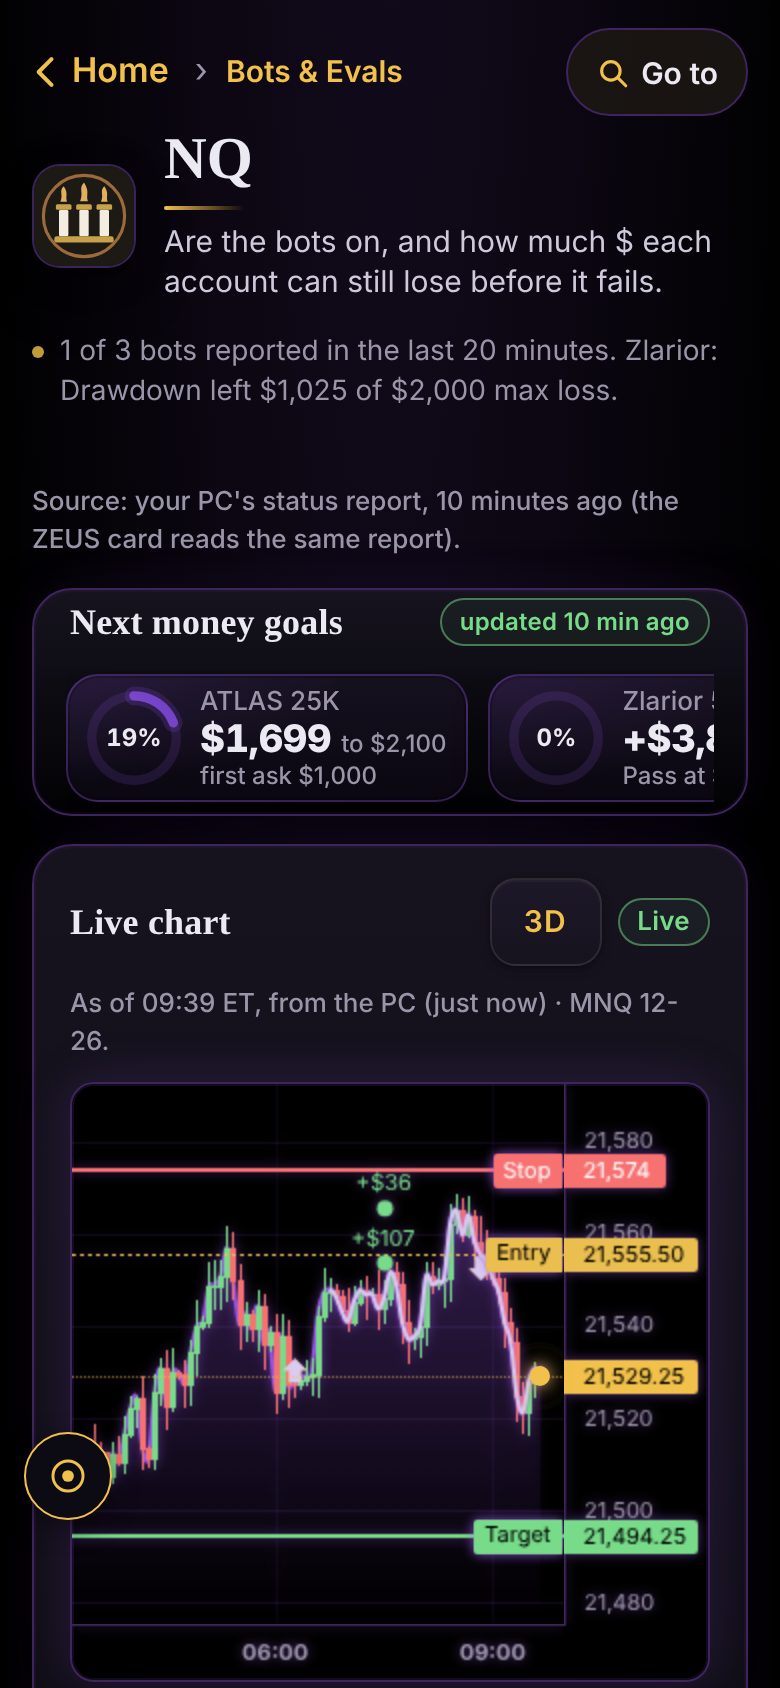 Home › Bots & Evals
Go to
NQ
Are the bots on, and how much $ each
account can still lose before it fails.
1 of 3 bots reported in the last 20 minutes. Zlarior:
Drawdown left $1,025 of $2,000 max loss.
Source: your PC's status report, 10 minutes ago (the
ZEUS card reads the same report).
Next money goals
updated 10 min ago
19%
ATLAS 25K
$1,699 to $2,100
first ask $1,000
0%
Zlarior
+$3,8
Pass at
Live chart
3D
Live
As of 09:39 ET, from the PC (just now) · MNQ 12-
26.
21,580
Stop 21,574
+$36
21,560
+$107
Entry 21,555.50
21,540
21,529.25
21,520
21,500
Target 21,494.25
21,480
06:00
09:00